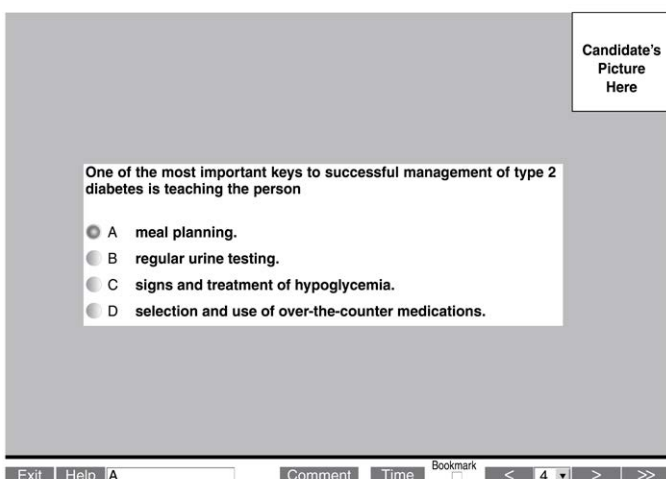 Candidate's
Picture
Here
One of the most important keys to successful management of type 2
diabetes is teaching the person
A meal planning.
B regular urine testing.
C signs and treatment of hypoglycemia.
D selection and use of over-the-counter medications.
Exit Help A Comment Time Bookmark < 4 > >>